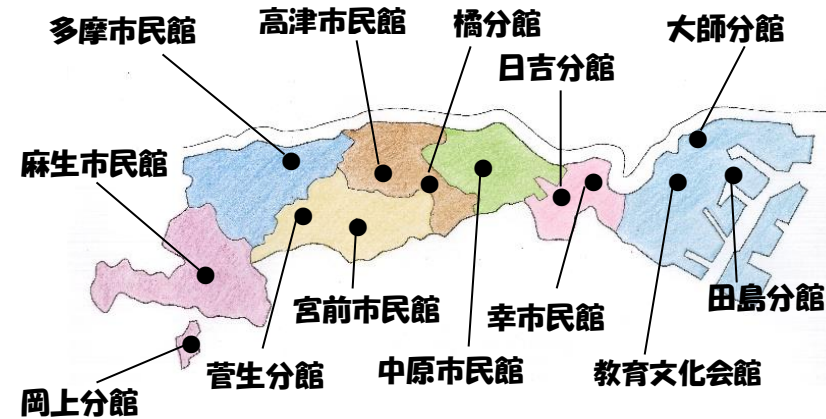 多摩市民館
高津市民館
橘分館
大師分館
日吉分館
麻生市民館
宮前市民館
幸市民館
田島分館
菅生分館
中原市民館
教育文化会館
岡上分館